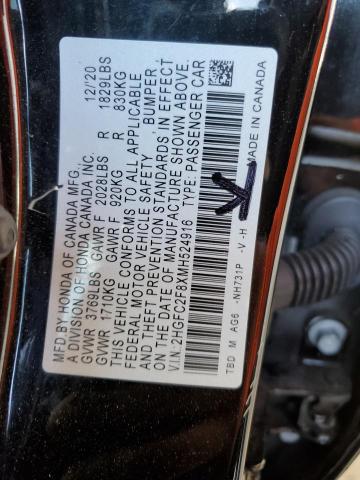 MFD BY HONDA OF CANADA MFG.
A DIVISION OF HONDA CANADA INC. 12/20
GVWR 3769LBS GAWR F 2028LBS R 1829LBS
GVWR 1710KG GAWR F 920KG R 830KG
THIS VEHICLE CONFORMS TO ALL APPLICABLE
FEDERAL MOTOR VEHICLE SAFETY BUMPER,
AND THEFT PREVENTION STANDARDS IN EFFECT
ON THE DATE OF MANUFACTURE SHOWN ABOVE.
V.I.N: 2HGFC2F8XMH524916 TYPE: PASSENGER CAR
TBD M AG6 -NH731P -V -H MADE IN CANADA